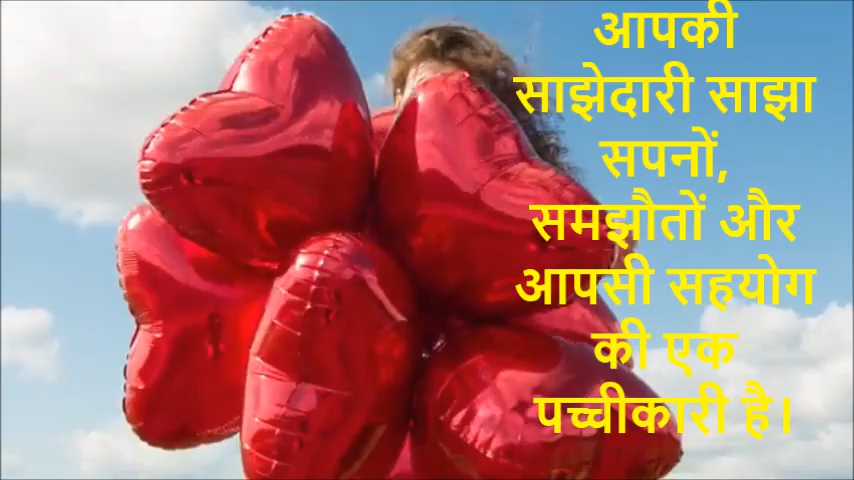 आपकी
साझेदारी साझा
सपनों,
समझौतों और
आपसी सहयोग
की एक
पच्चीकारी है।